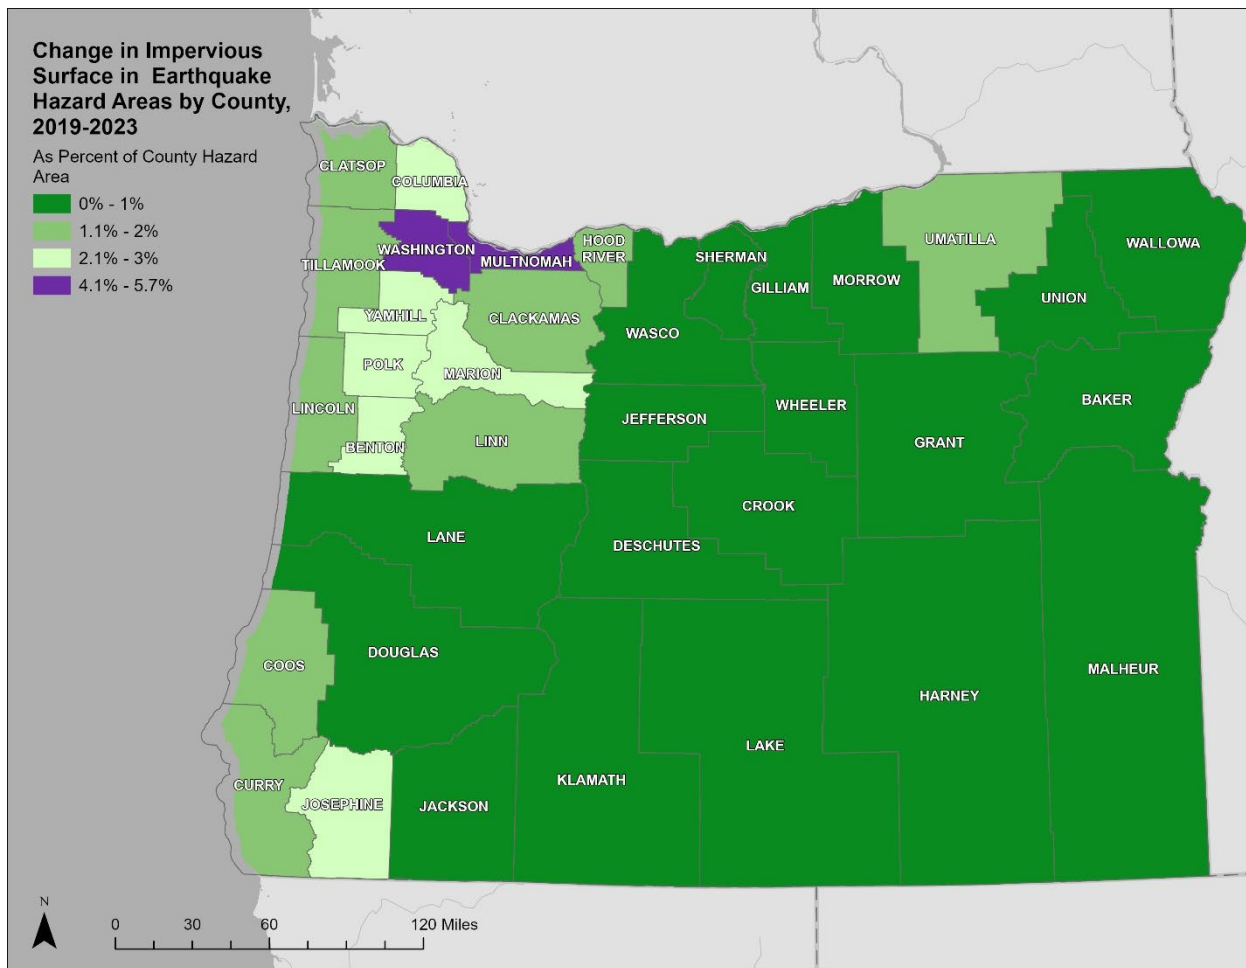 Change in Impervious
Surface in Earthquake
Hazard Areas by County,
2019-2023
As Percent of County Hazard
Area
0% - 1%
1.1% - 2%
2.1% - 3%
4.1% - 5.7%
CLATSOP
COLUMBIA
TILLAMOOK
WASHINGTON
MULTNOMAH
HOOD
RIVER
SHERMAN
GILLIAM
MORROW
UMATILLA
UNION
WALLOWA
YAMHILL
CLACKAMAS
WASCO
POLK
MARION
LINCOLN
BENTON
LINN
JEFFERSON
WHEELER
GRANT
BAKER
LANE
DESCHUTES
CROOK
COOS
DOUGLAS
HARNEY
MALHEUR
CURRY
JOSEPHINE
JACKSON
KLAMATH
LAKE
N
0 30 60 120 Miles